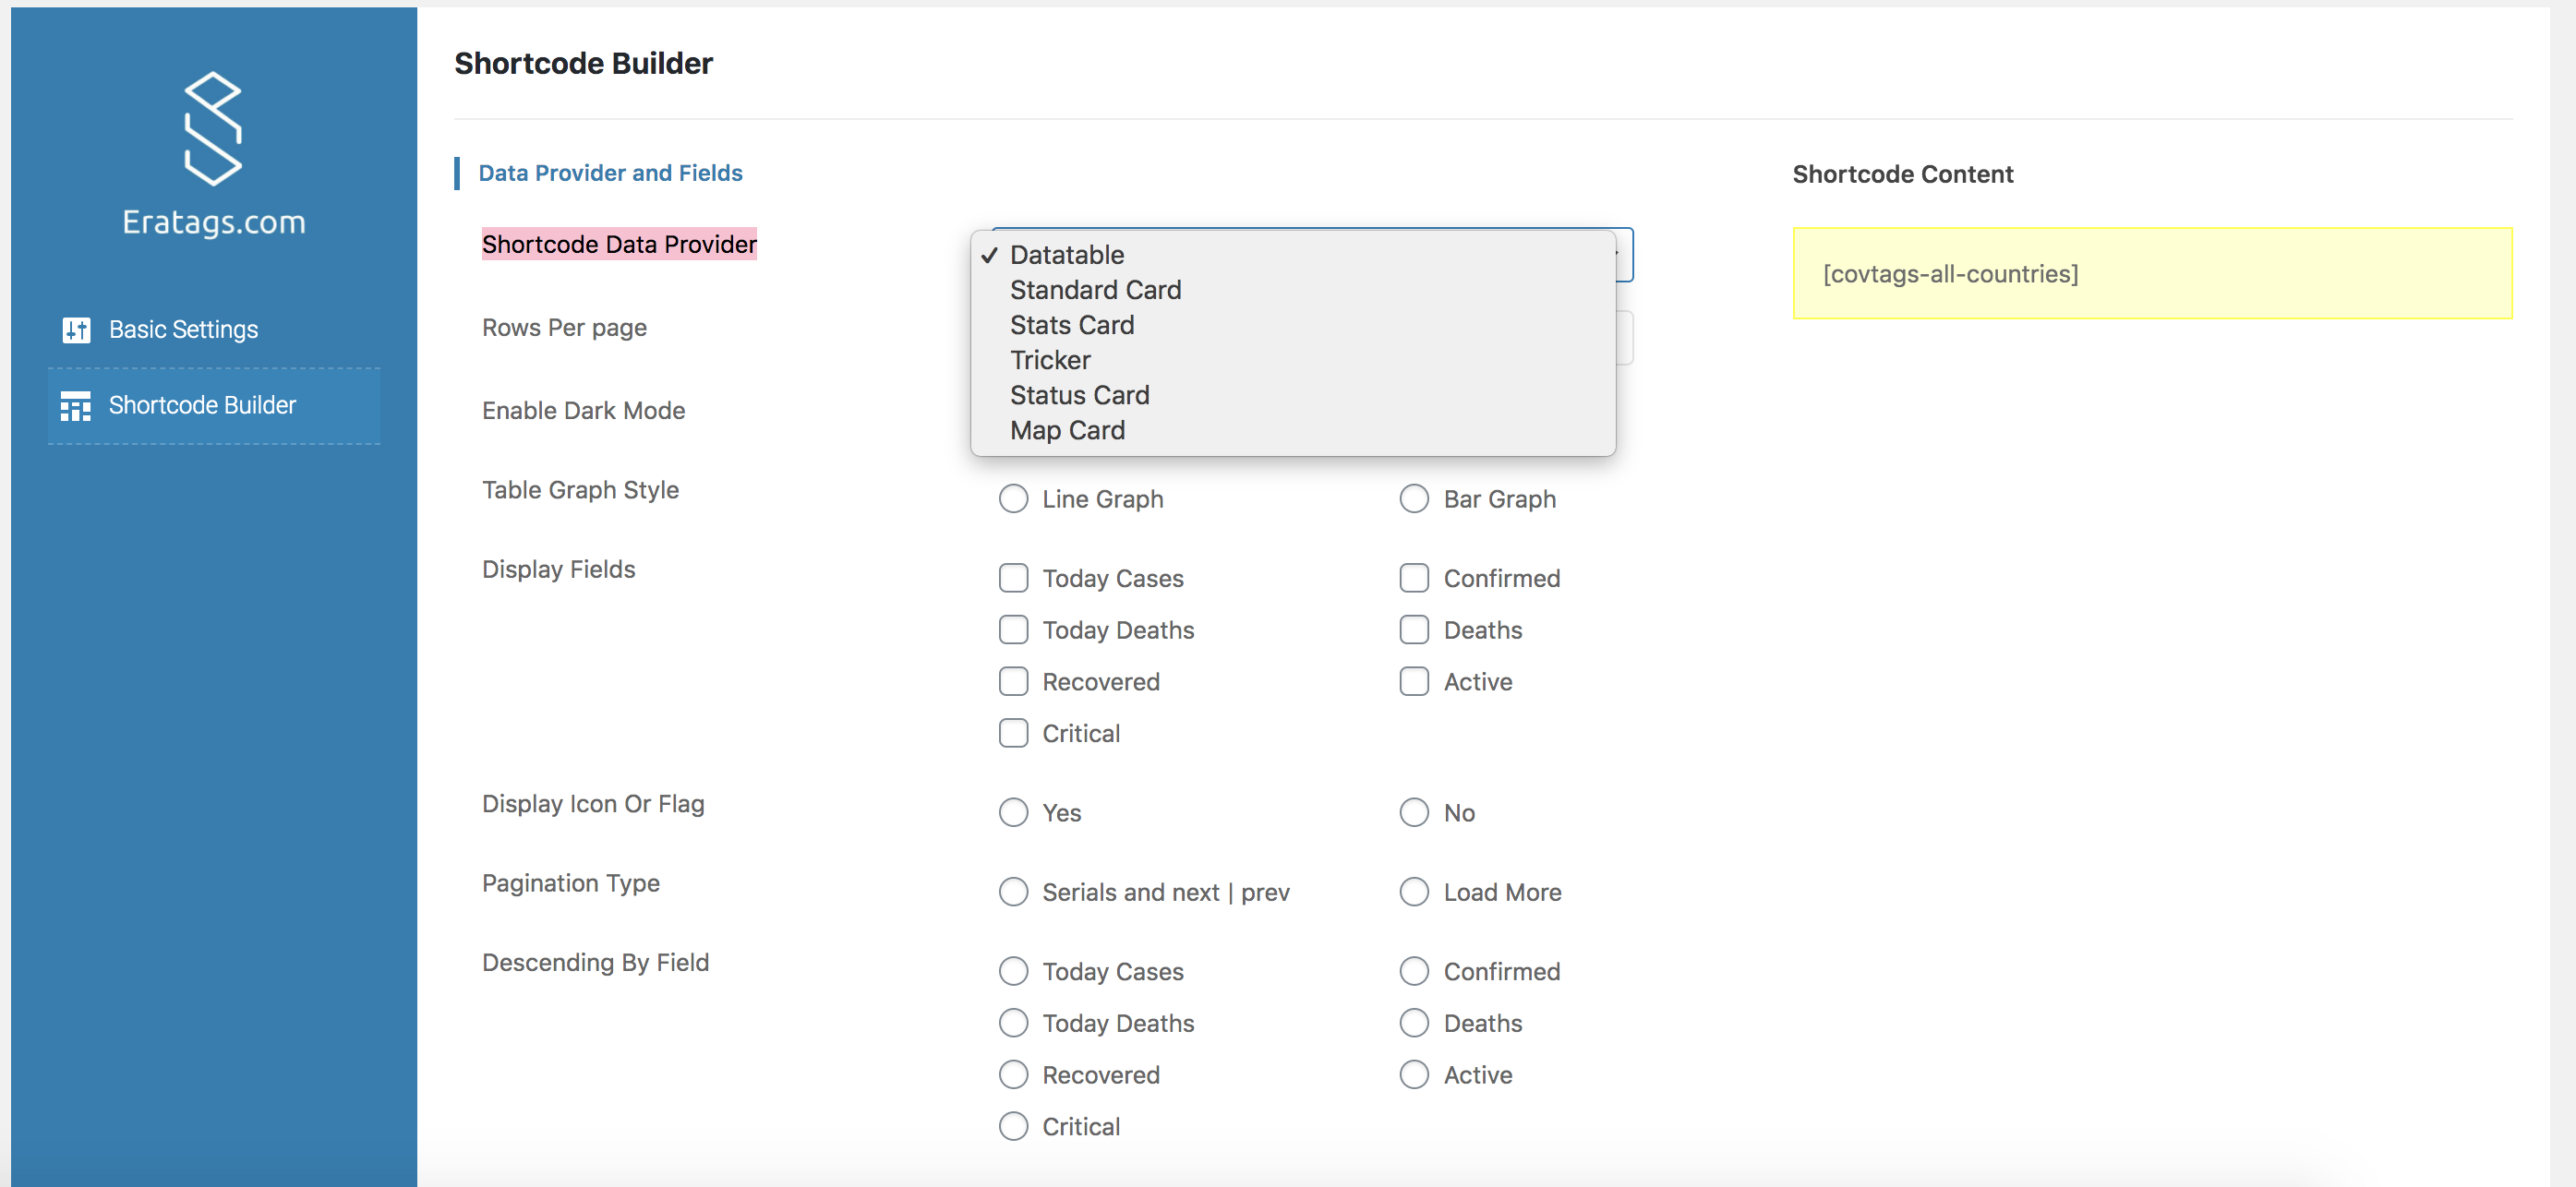 Eratags.com
Basic Settings
Shortcode Builder
Shortcode Builder
Data Provider and Fields
Shortcode Data Provider
✓ Datatable
Standard Card
Stats Card
Tricker
Status Card
Map Card
Rows Per page
Enable Dark Mode
Table Graph Style
Line Graph Bar Graph
Display Fields
Today Cases Confirmed
Today Deaths Deaths
Recovered Active
Critical
Display Icon Or Flag
Yes No
Pagination Type
Serials and next | prev Load More
Descending By Field
Today Cases Confirmed
Today Deaths Deaths
Recovered Active
Critical
Shortcode Content
[covtags-all-countries]